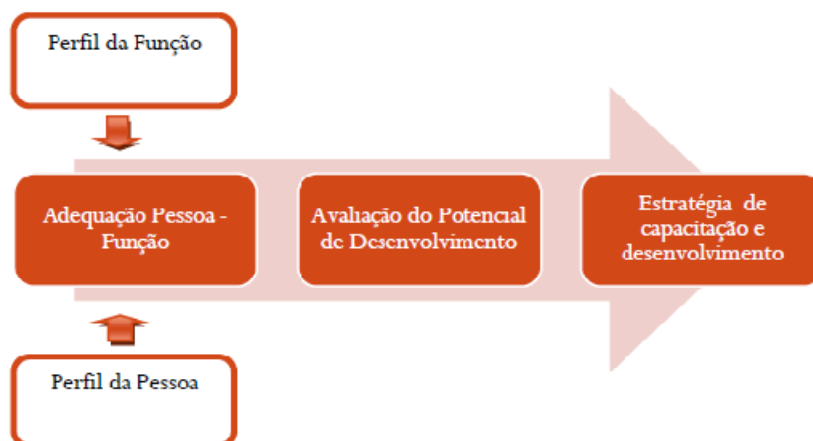 Perfil da Função
Adequação Pessoa -
Função
Avaliação do Potencial
de Desenvolvimento
Estratégia de
capacitação e
desenvolvimento
Perfil da Pessoa